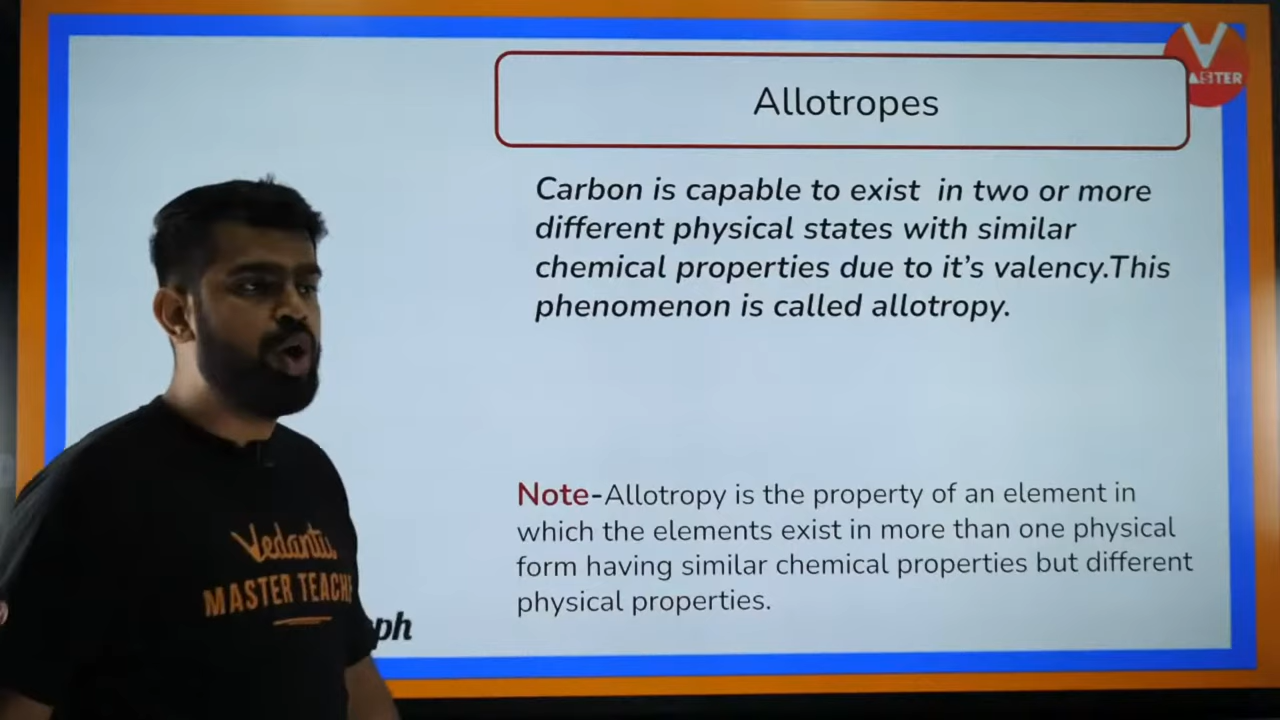 Allotropes
V
MASTER
Carbon is capable to exist in two or more
different physical states with similar
chemical properties due to it's valency.This
phenomenon is called allotropy.
Note-Allotropy is the property of an element in
which the elements exist in more than one physical
form having similar chemical properties but different
physical properties.
Vedantu
MASTER TEACHE
ph